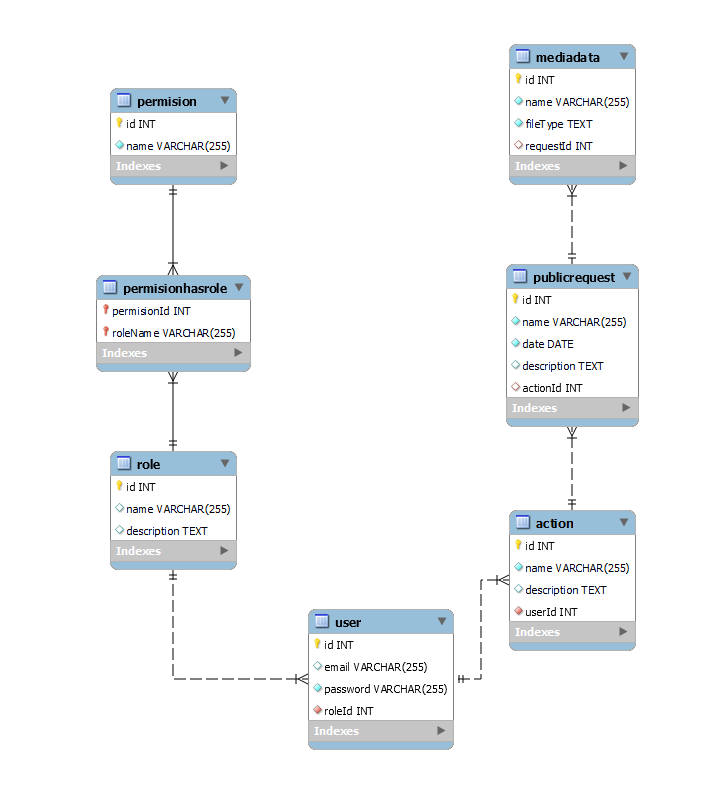 permision
id INT
name VARCHAR(255)
Indexes
permisionhasrole
permisionId INT
roleName VARCHAR(255)
Indexes
role
id INT
name VARCHAR(255)
description TEXT
Indexes
user
id INT
email VARCHAR(255)
password VARCHAR(255)
roleId INT
Indexes
mediadata
id INT
name VARCHAR(255)
fileType TEXT
requestId INT
Indexes
publicrequest
id INT
name VARCHAR(255)
date DATE
description TEXT
actionId INT
Indexes
action
id INT
name VARCHAR(255)
description TEXT
userId INT
Indexes